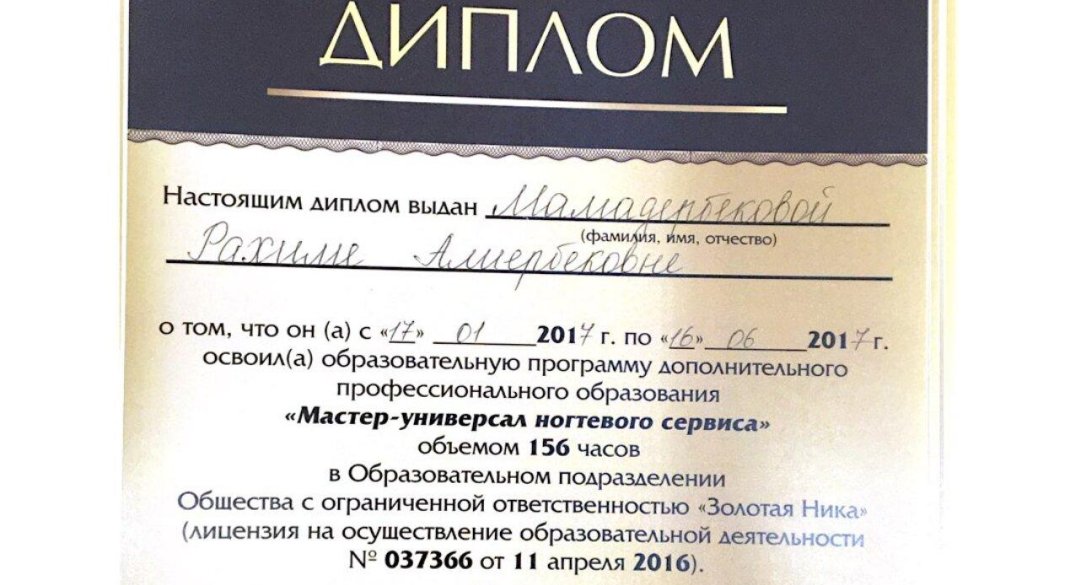 ДИПЛОМ
Настоящим диплом выдан Мамадербековой
(фамилия, имя, отчество)
Рахиме Алиербековне
о том, что он (а) с «17» 01 2017 г. по «16» 06 2017 г.
освоил(а) образовательную программу дополнительного
профессионального образования
«Мастер-универсал ногтевого сервиса»
объемом 156 часов
в Образовательном подразделении
Общества с ограниченной ответственностью «Золотая Ника»
(лицензия на осуществление образовательной деятельности
№ 037366 от 11 апреля 2016).